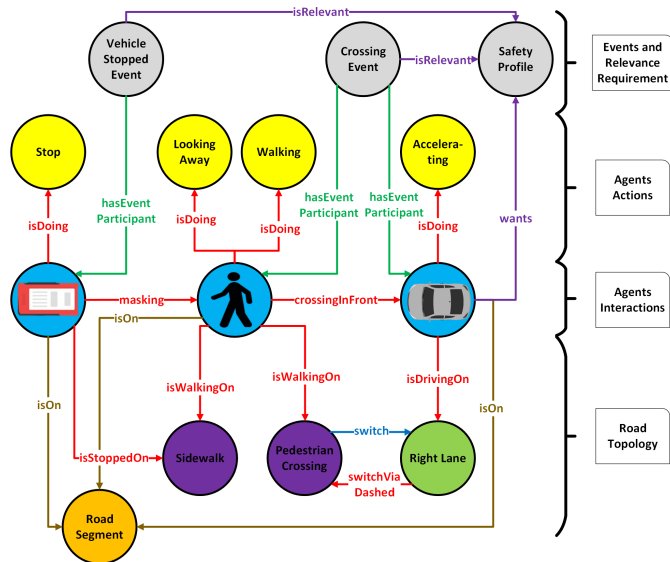 isRelevant
Vehicle
Stopped
Event
Crossing
Event
isRelevant
Safety
Profile
Events and
Relevance
Requirement
Stop
Looking
Away
Walking
Accelera-
ting
Agents
Actions
hasEvent
Participant
hasEvent
Participant
hasEvent
Participant
wants
isDoing
isDoing
isDoing
isDoing
masking
crossingInFront
Agents
Interactions
isOn
isWalkingOn
isWalkingOn
isDrivingOn
isOn
isOn
switch
isStoppedOn
Sidewalk
Pedestrian
Crossing
Right Lane
switchVia
Dashed
Road
Topology
Road
Segment